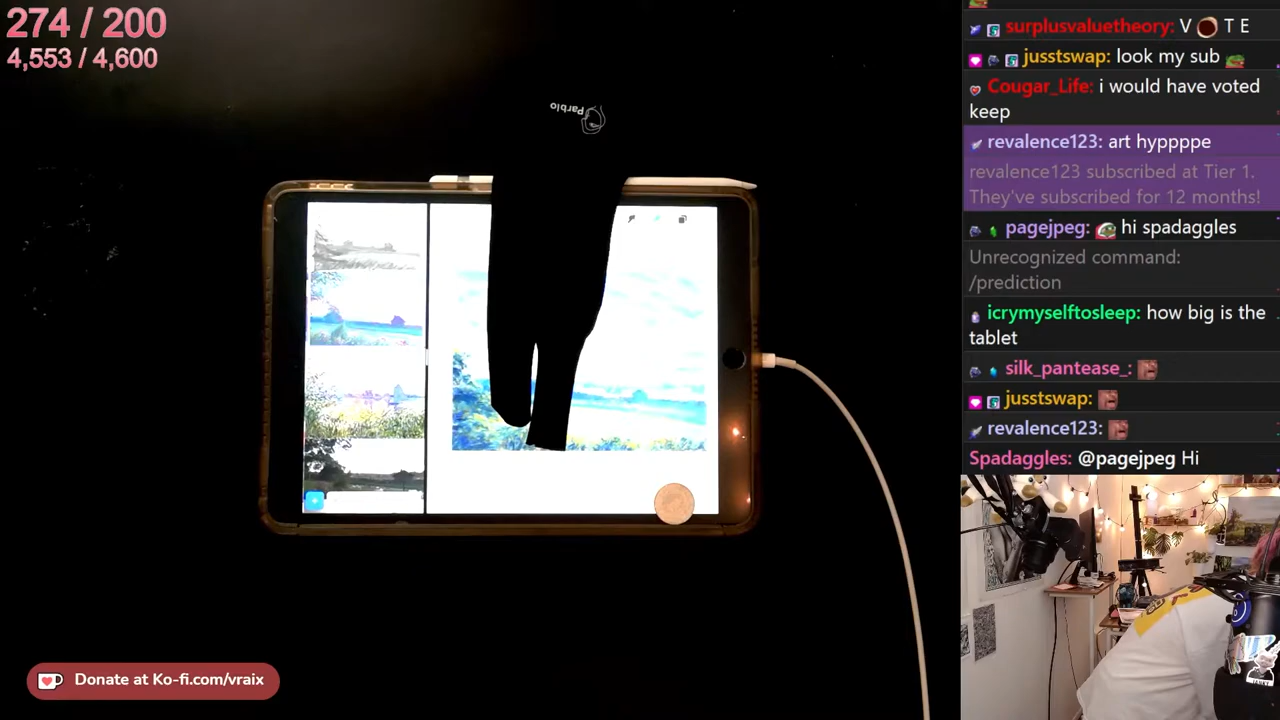 274 / 200
4,553 / 4,600
Parblo
surplusvaluetheory: V T E
jusstswap: look my sub
Cougar_Life: i would have voted
keep
revalence123: art hyppppe
revalence123 subscribed at Tier 1.
They've subscribed for 12 months!
pagejpeg: hi spadaggles
Unrecognized command:
/prediction
icrymyselftosleep: how big is the
tablet
silk_pantease_:
jusstswap:
revalence123:
Spadaggles: @pagejpeg Hi
Donate at Ko-fi.com/vraix